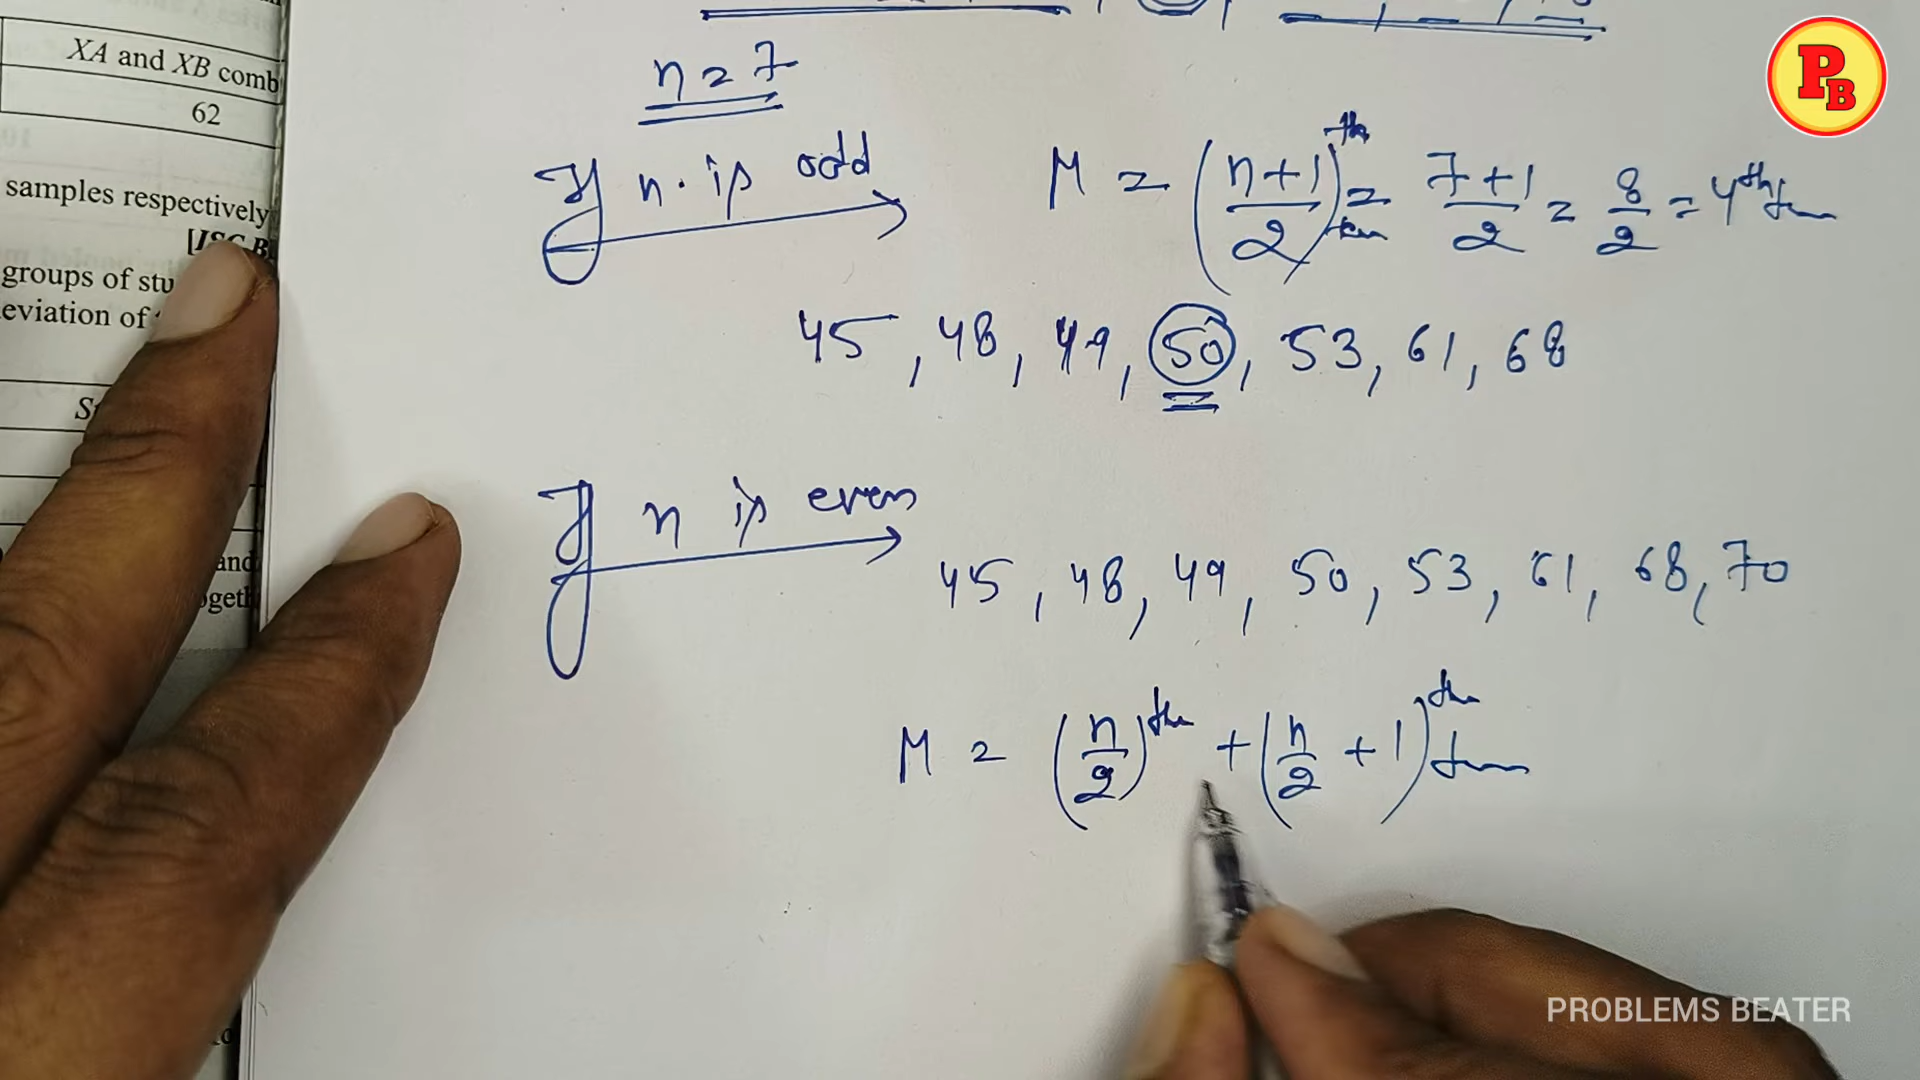 XA and XB comb
62
samples respectively
groups of stu
eviation of
and
ogeth
n = 7
If n. is odd
M = (n+1/2)th term = 7+1/2 = 8/2 = 4th term
45, 48, 49, 50, 53, 61, 68
If n is even
45, 48, 49, 50, 53, 61, 68, 70
M = (n/2)th + (n/2 + 1)th term
PB
PROBLEMS BEATER